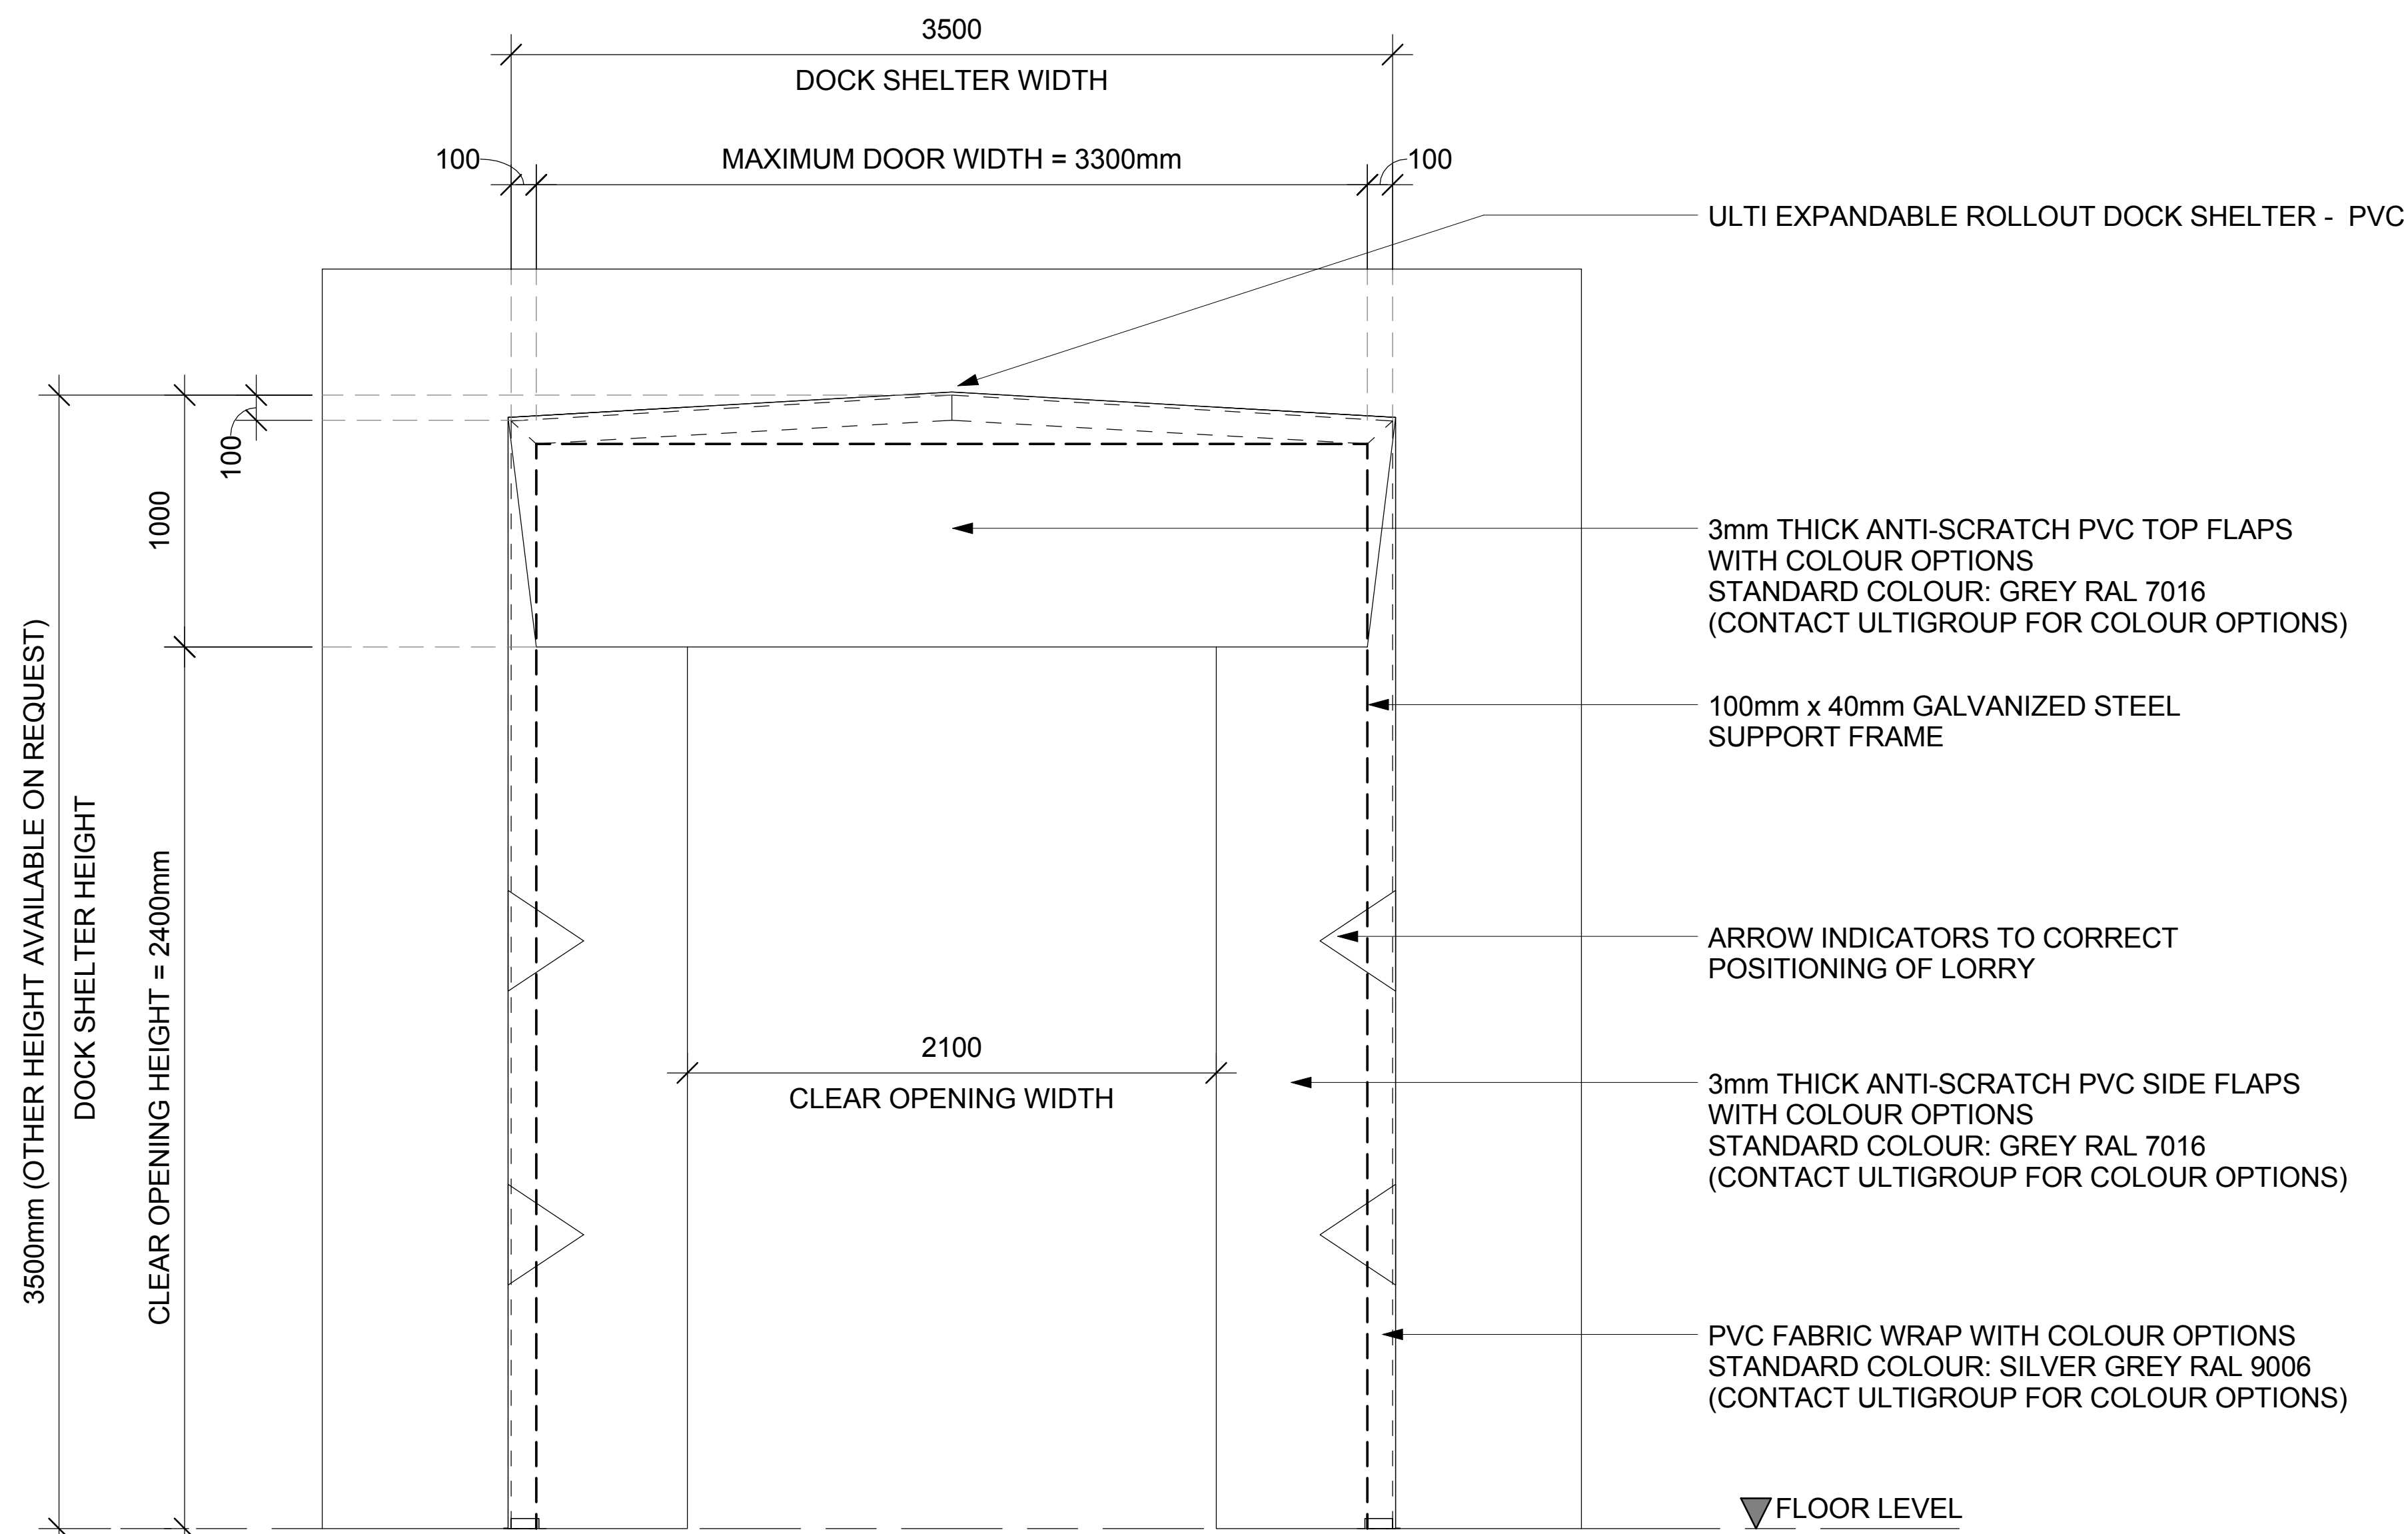 3500
DOCK SHELTER WIDTH
100
MAXIMUM DOOR WIDTH = 3300mm
100
ULTI EXPANDABLE ROLLOUT DOCK SHELTER - PVC
100
1000
3mm THICK ANTI-SCRATCH PVC TOP FLAPS
WITH COLOUR OPTIONS
STANDARD COLOUR: GREY RAL 7016
(CONTACT ULTIGROUP FOR COLOUR OPTIONS)
100mm x 40mm GALVANIZED STEEL
SUPPORT FRAME
3500mm (OTHER HEIGHT AVAILABLE ON REQUEST)
DOCK SHELTER HEIGHT
CLEAR OPENING HEIGHT = 2400mm
ARROW INDICATORS TO CORRECT
POSITIONING OF LORRY
2100
CLEAR OPENING WIDTH
3mm THICK ANTI-SCRATCH PVC SIDE FLAPS
WITH COLOUR OPTIONS
STANDARD COLOUR: GREY RAL 7016
(CONTACT ULTIGROUP FOR COLOUR OPTIONS)
PVC FABRIC WRAP WITH COLOUR OPTIONS
STANDARD COLOUR: SILVER GREY RAL 9006
(CONTACT ULTIGROUP FOR COLOUR OPTIONS)
FLOOR LEVEL